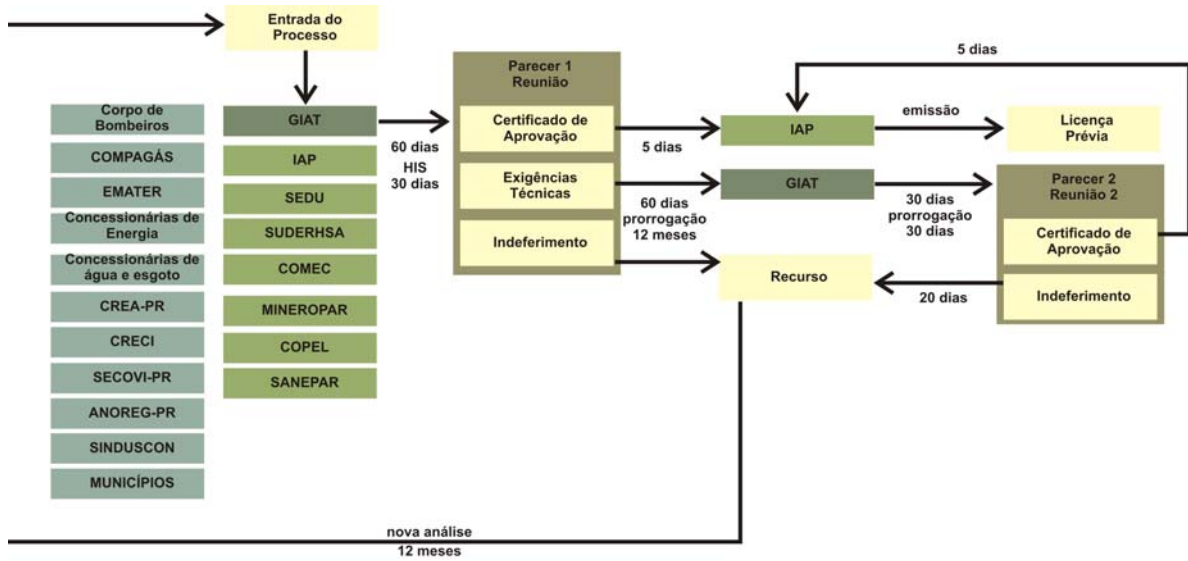 Entrada do
Processo
Corpo de
Bombeiros
COMPAGÁS
EMATER
Concessionárias de
Energia
Concessionárias de
água e esgoto
CREA-PR
CRECI
SECOVI-PR
ANOREG-PR
SINDUSCON
MUNICÍPIOS
GIAT
IAP
SEDU
SUDERHSA
COMEC
MINEROPAR
COPEL
SANEPAR
60 dias
HIS
30 dias
Parecer 1
Reunião
Certificado de
Aprovação
Exigências
Técnicas
Indeferimento
5 dias
60 dias
prorrogação
12 meses
IAP
GIAT
Recurso
emissão
30 dias
prorrogação
30 dias
20 dias
5 dias
Licença
Prévia
Parecer 2
Reunião 2
Certificado de
Aprovação
Indeferimento
nova análise
12 meses